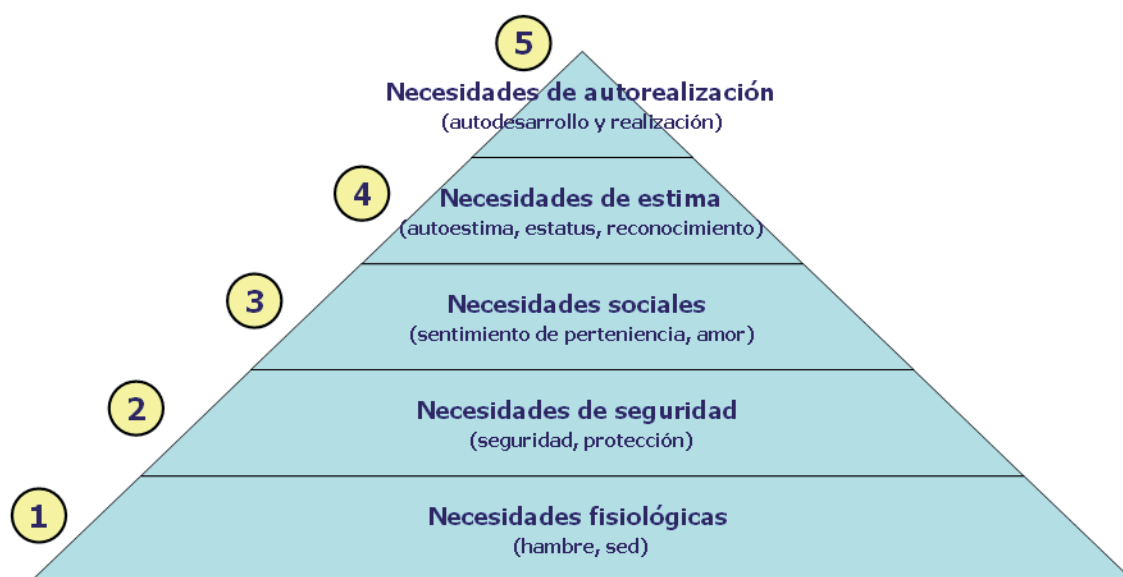 5
Necesidades de autorealización
(autodesarrollo y realización)
4
Necesidades de estima
(autoestima, estatus, reconocimiento)
3
Necesidades sociales
(sentimiento de perteniencia, amor)
2
Necesidades de seguridad
(seguridad, protección)
1
Necesidades fisiológicas
(hambre, sed)